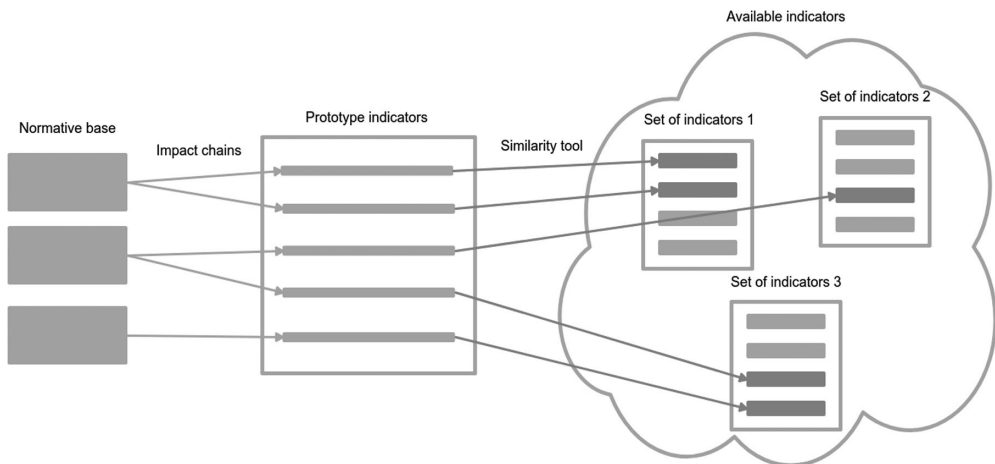 Available indicators
Set of indicators 2
Set of indicators 1
Prototype indicators
Normative base
Similarity tool
Impact chains
Set of indicators 3